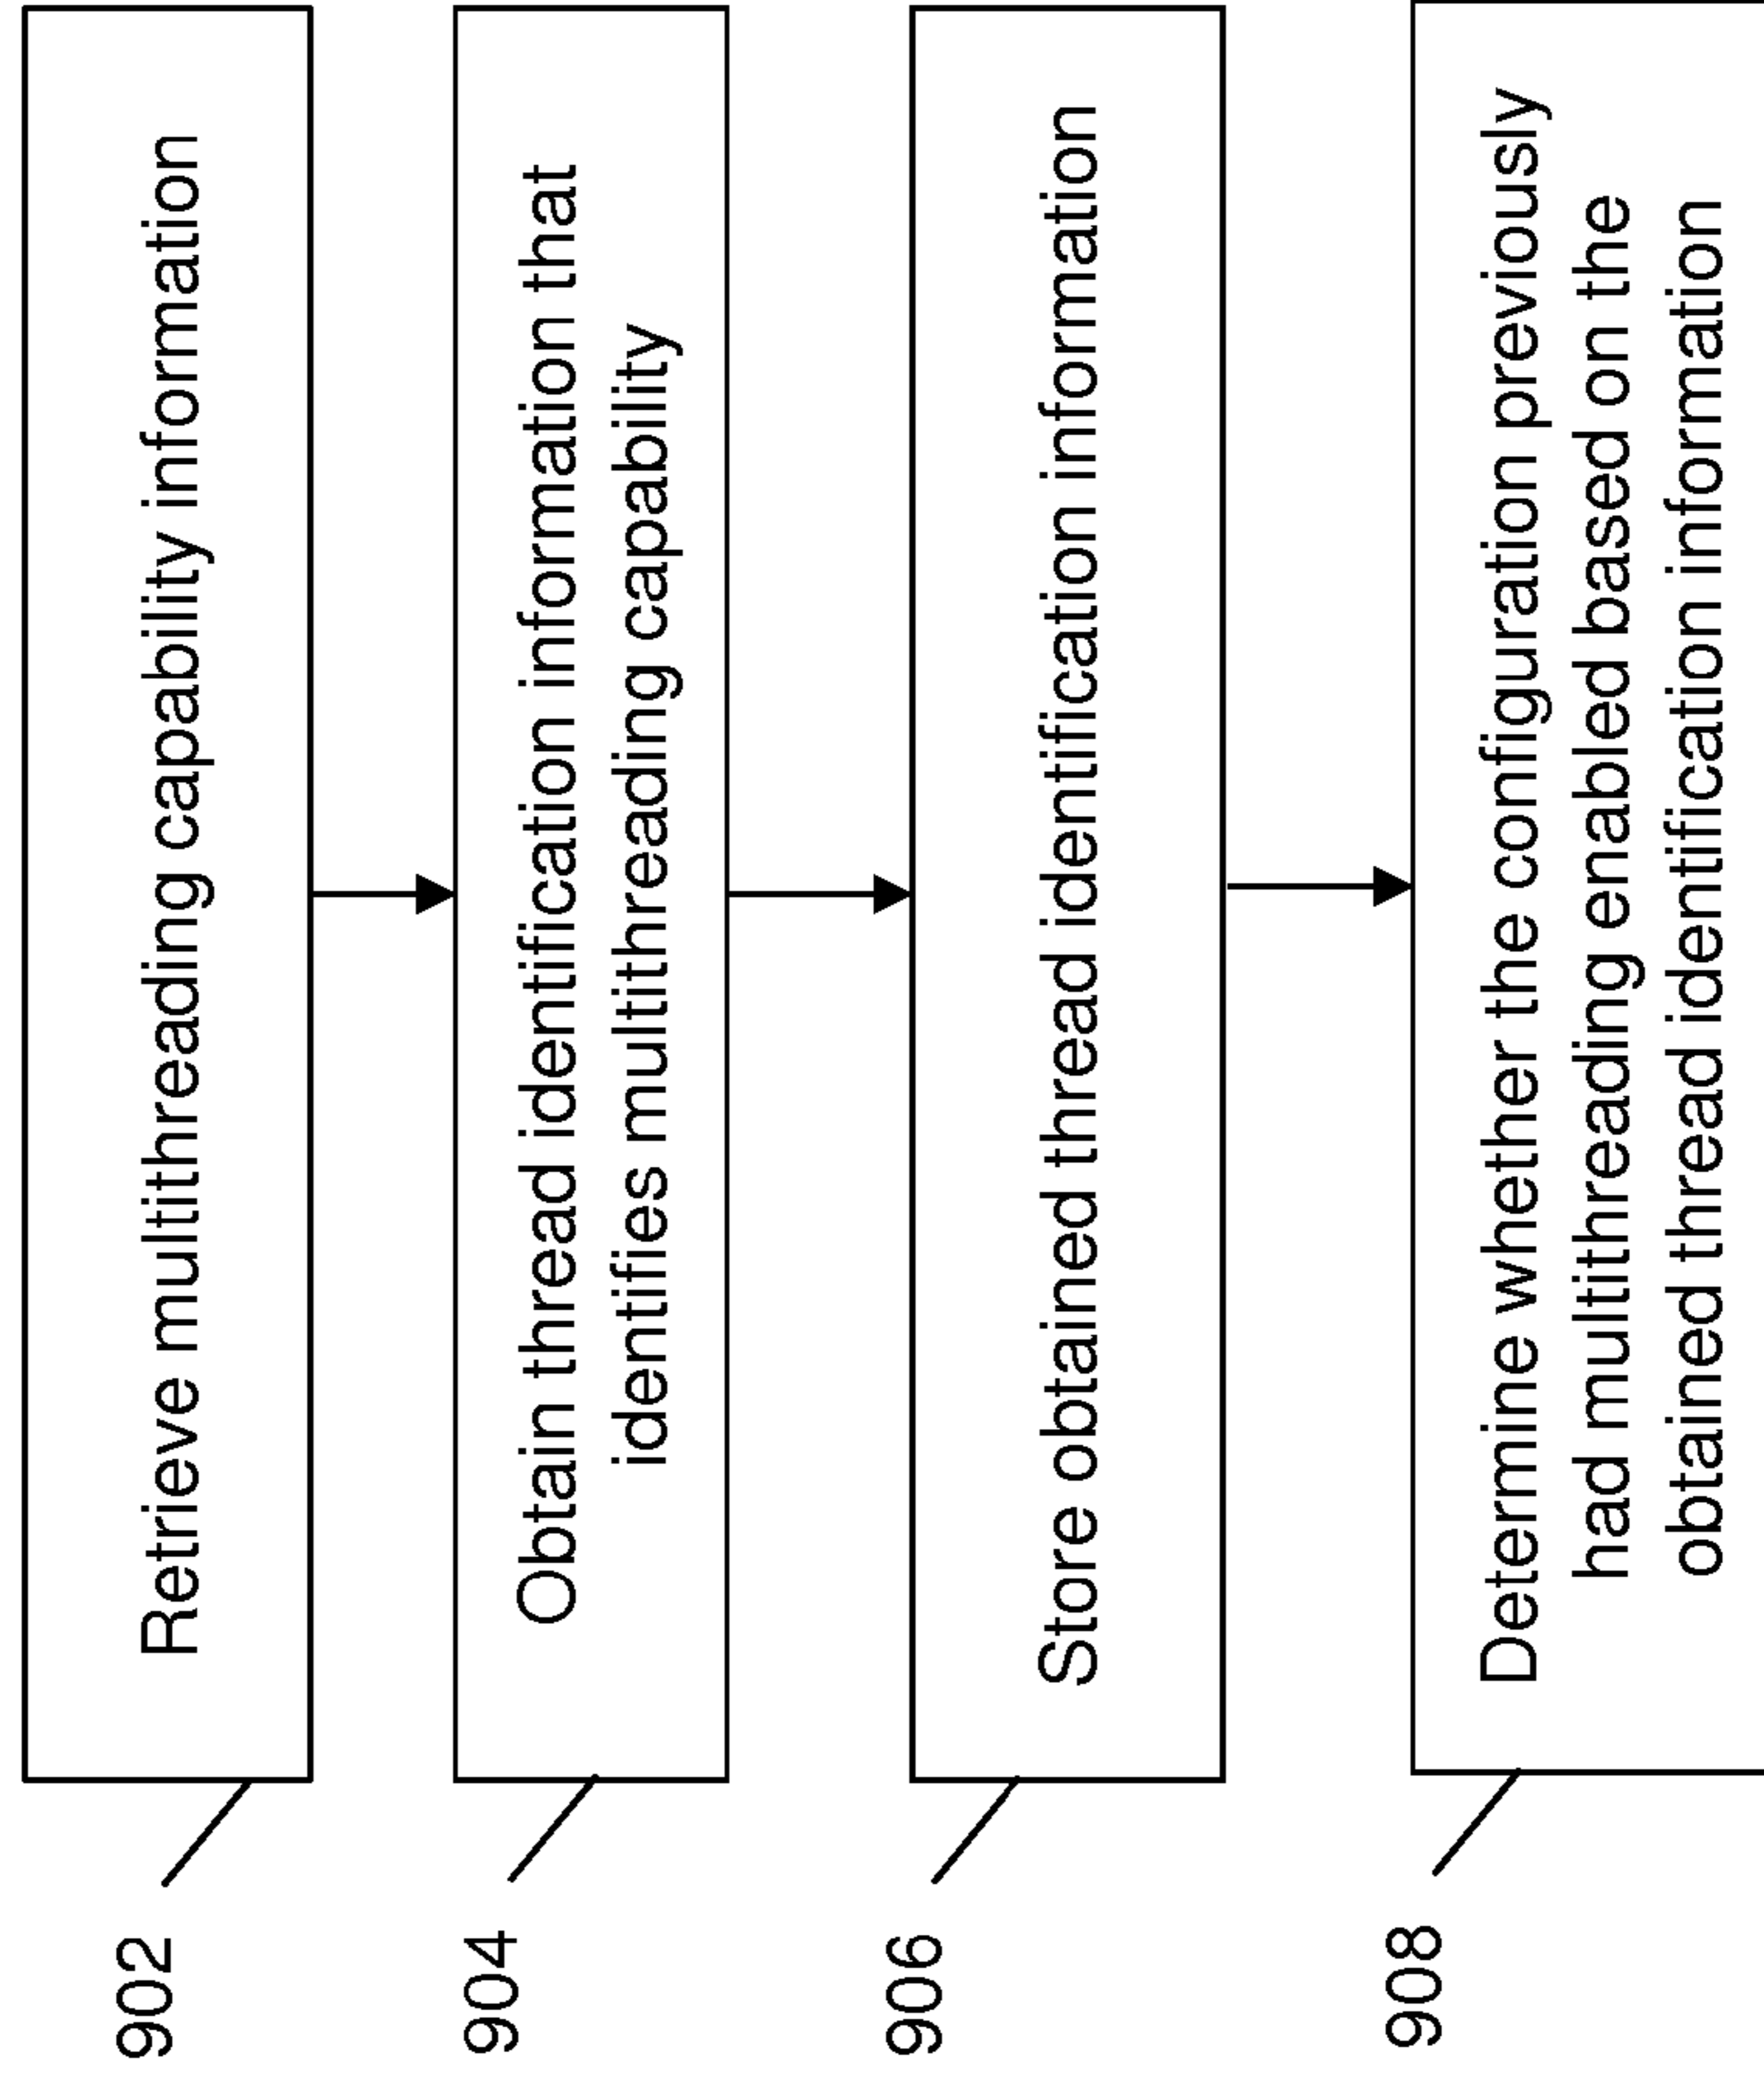 902
Retrieve multithreading capability information
904
Obtain thread identification information that
identifies multithreading capability
906
Store obtained thread identification information
908
Determine whether the configuration previously
had multithreading enabled based on the
obtained thread identification information